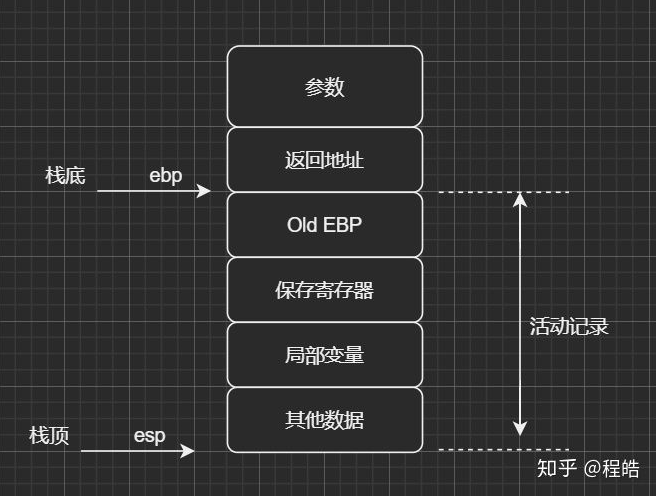 参数
返回地址
栈底 ebp
Old EBP
保存寄存器
活动记录
局部变量
其他数据
栈顶 esp
知乎 @程皓